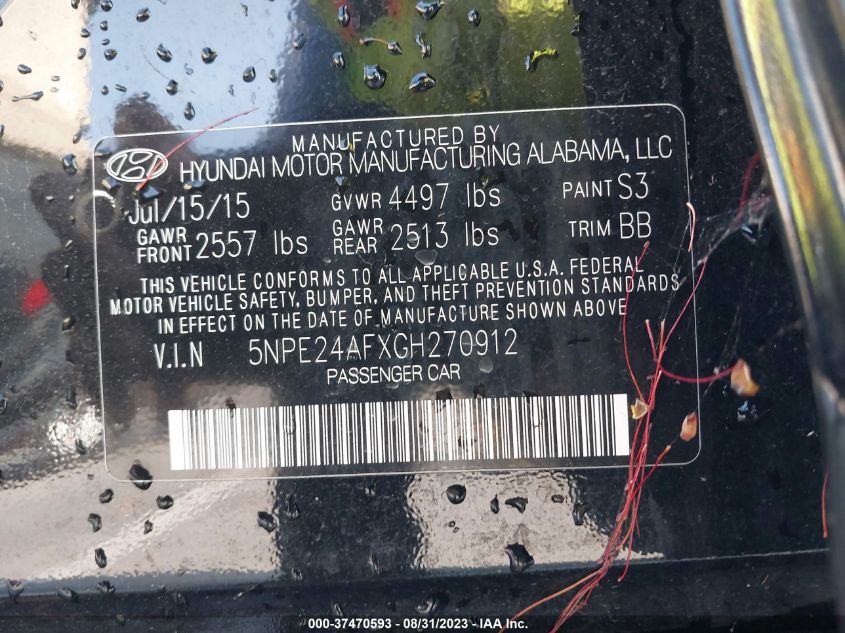 MANUFACTURED BY
HYUNDAI MOTOR MANUFACTURING ALABAMA, LLC
Jul/15/15 GVWR 4497 lbs PAINT S3
GAWR FRONT 2557 lbs GAWR REAR 2513 lbs TRIM BB
THIS VEHICLE CONFORMS TO ALL APPLICABLE U.S.A. FEDERAL
MOTOR VEHICLE SAFETY, BUMPER, AND THEFT PREVENTION STANDARDS
IN EFFECT ON THE DATE OF MANUFACTURE SHOWN ABOVE
V.I.N 5NPE24AFXGH270912
PASSENGER CAR
000-37470593 - 08/31/2023 - IAA Inc.